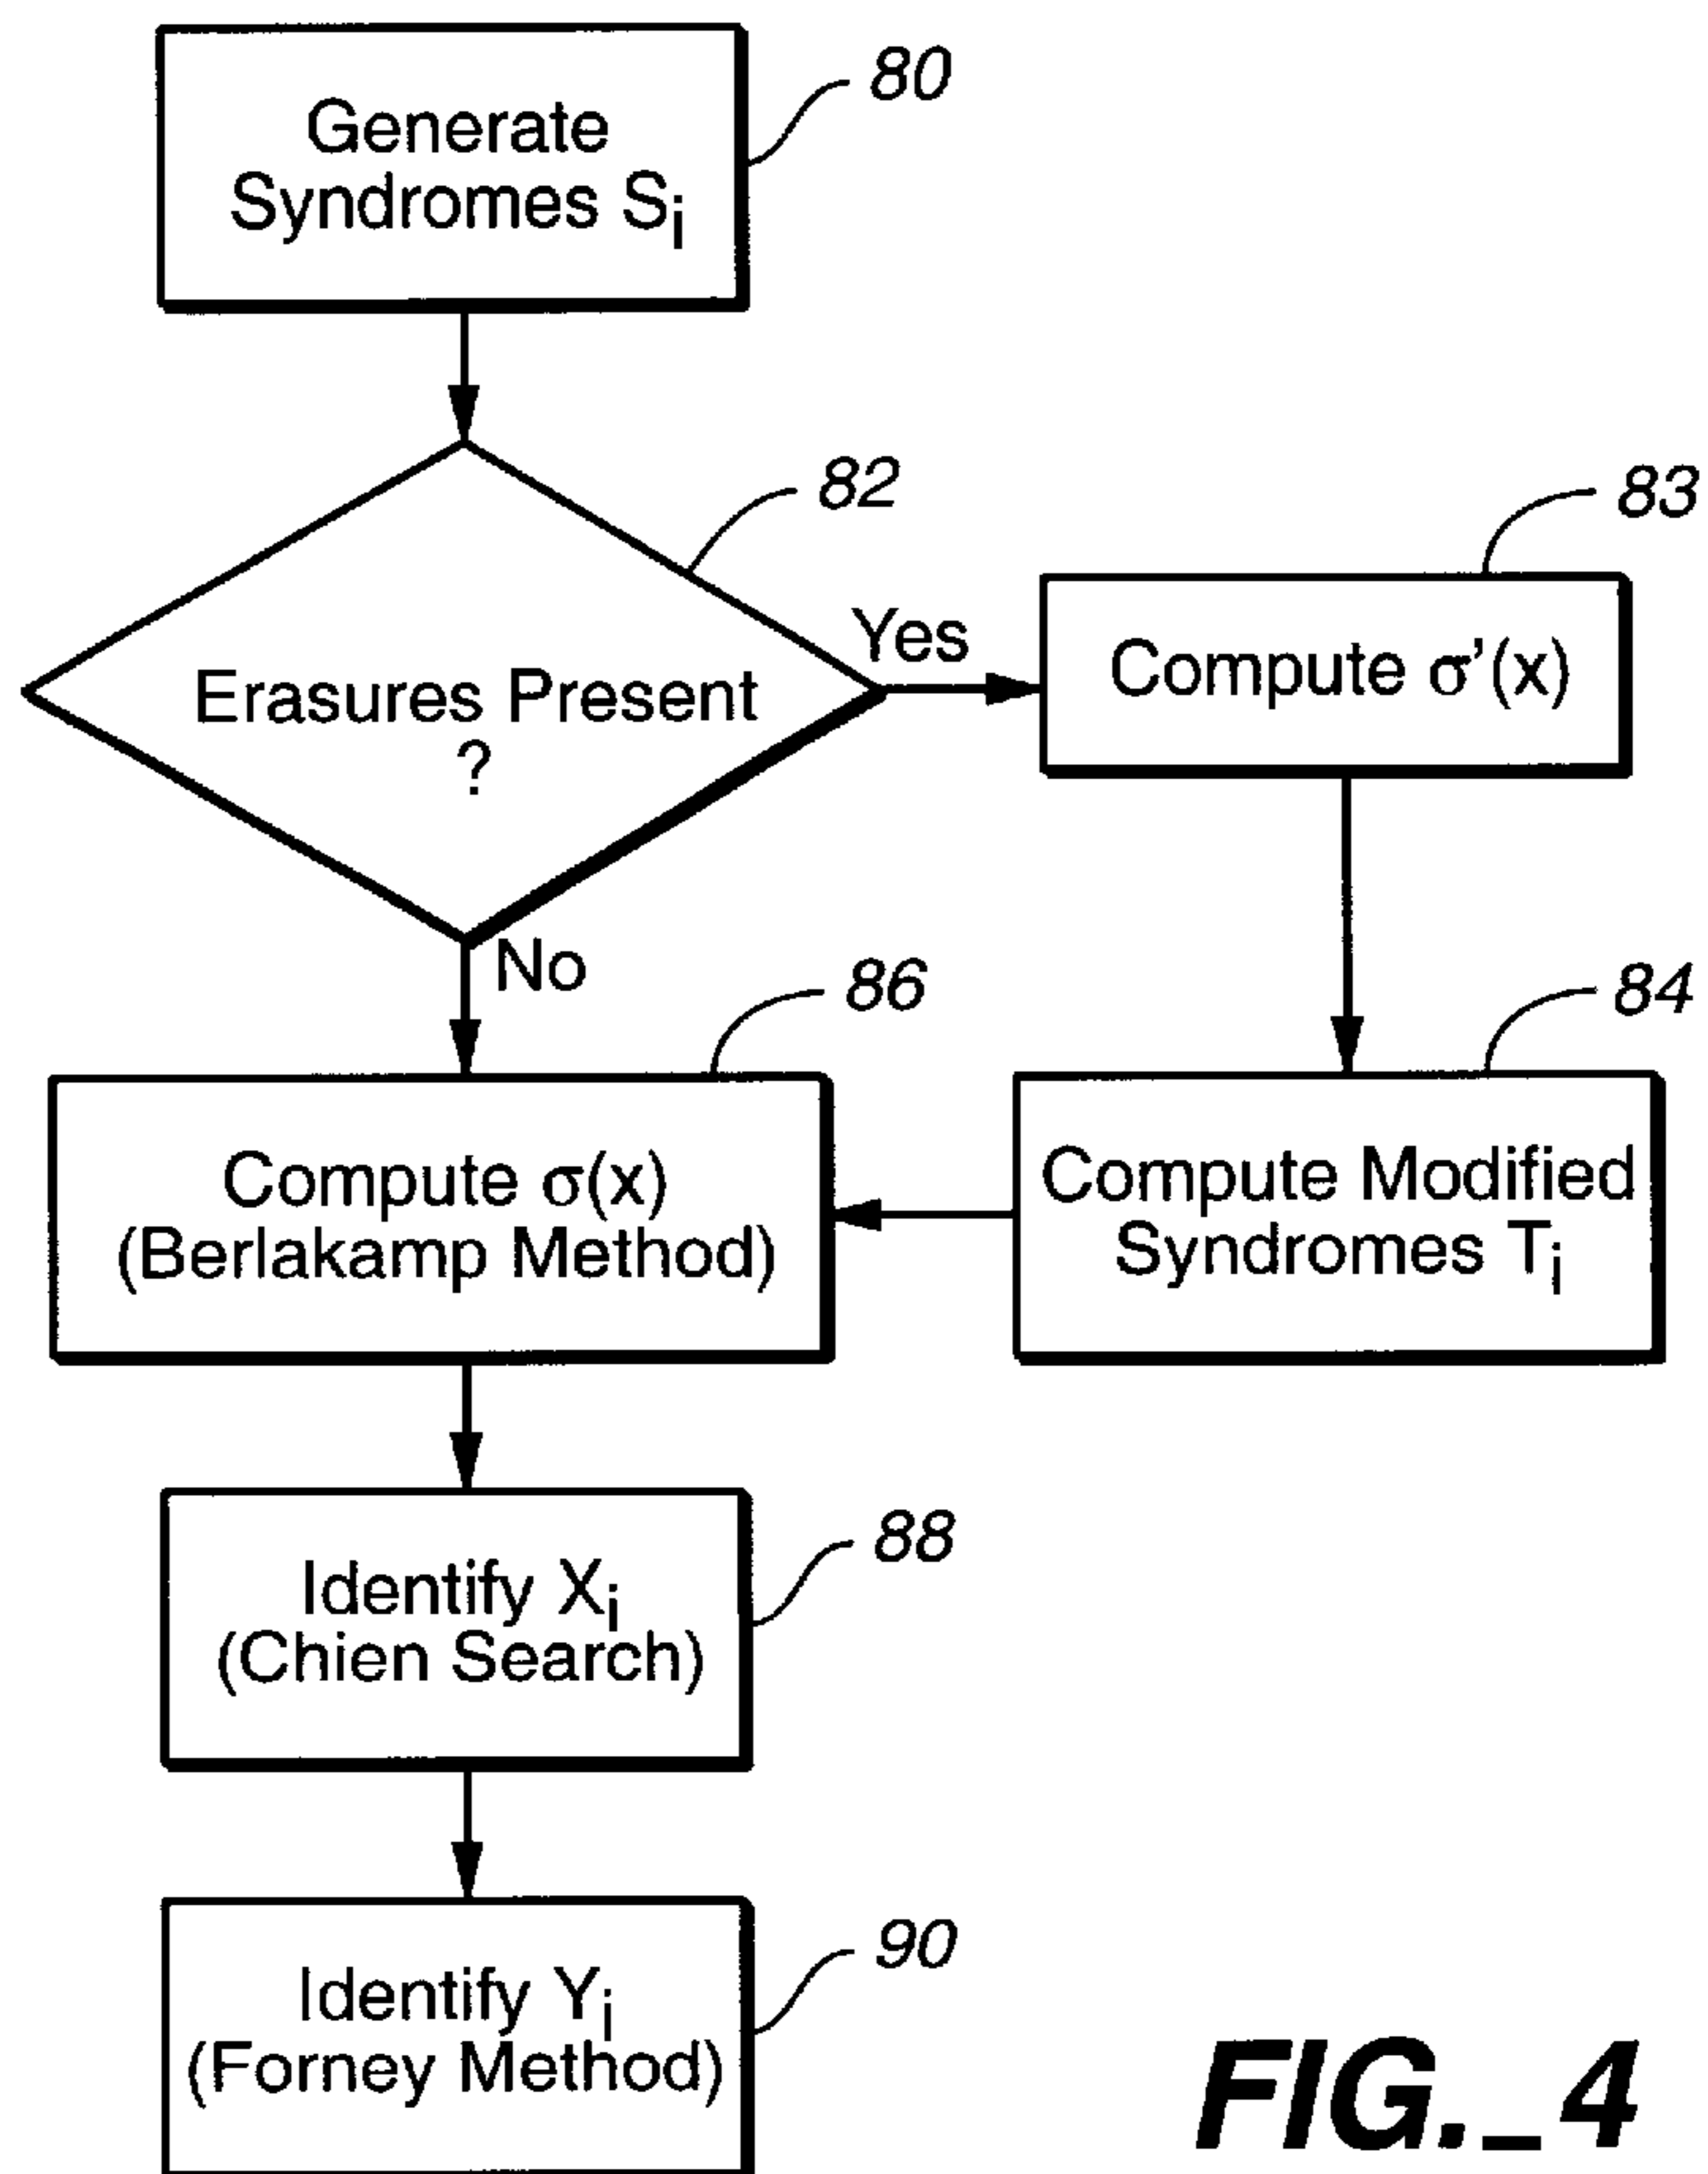 80
Generate
Syndromes Si
82
Erasures Present
?
Yes
No
83
Compute σ'(x)
84
Compute Modified
Syndromes Ti
86
Compute σ(x)
(Berlakamp Method)
88
Identify Xi
(Chien Search)
90
Identify Yi
(Forney Method)
FIG._4